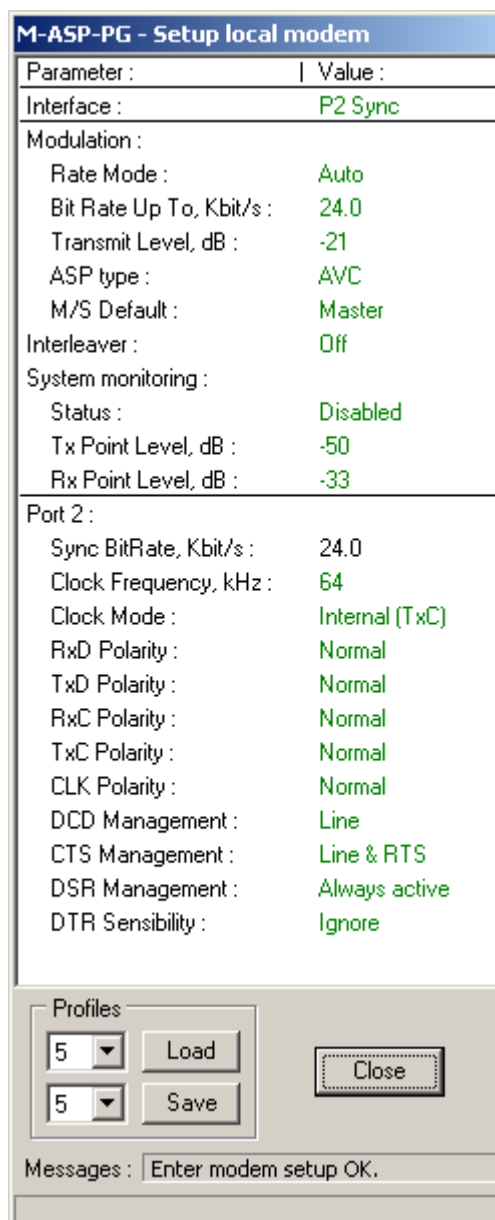 M-ASP-PG - Setup local modem
Parameter : | Value :
Interface : P2 Sync
Modulation :
Rate Mode : Auto
Bit Rate Up To, Kbit/s : 24.0
Transmit Level, dB : -21
ASP type : AVC
M/S Default : Master
Interleaver : Off
System monitoring :
Status : Disabled
Tx Point Level, dB : -50
Rx Point Level, dB : -33
Port 2 :
Sync BitRate, Kbit/s : 24.0
Clock Frequency, kHz : 64
Clock Mode : Internal (TxC)
RxD Polarity : Normal
TxD Polarity : Normal
RxC Polarity : Normal
TxC Polarity : Normal
CLK Polarity : Normal
DCD Management : Line
CTS Management : Line & RTS
DSR Management : Always active
DTR Sensibility : Ignore
Profiles
5 Load
Close
5 Save
Messages : Enter modem setup OK.